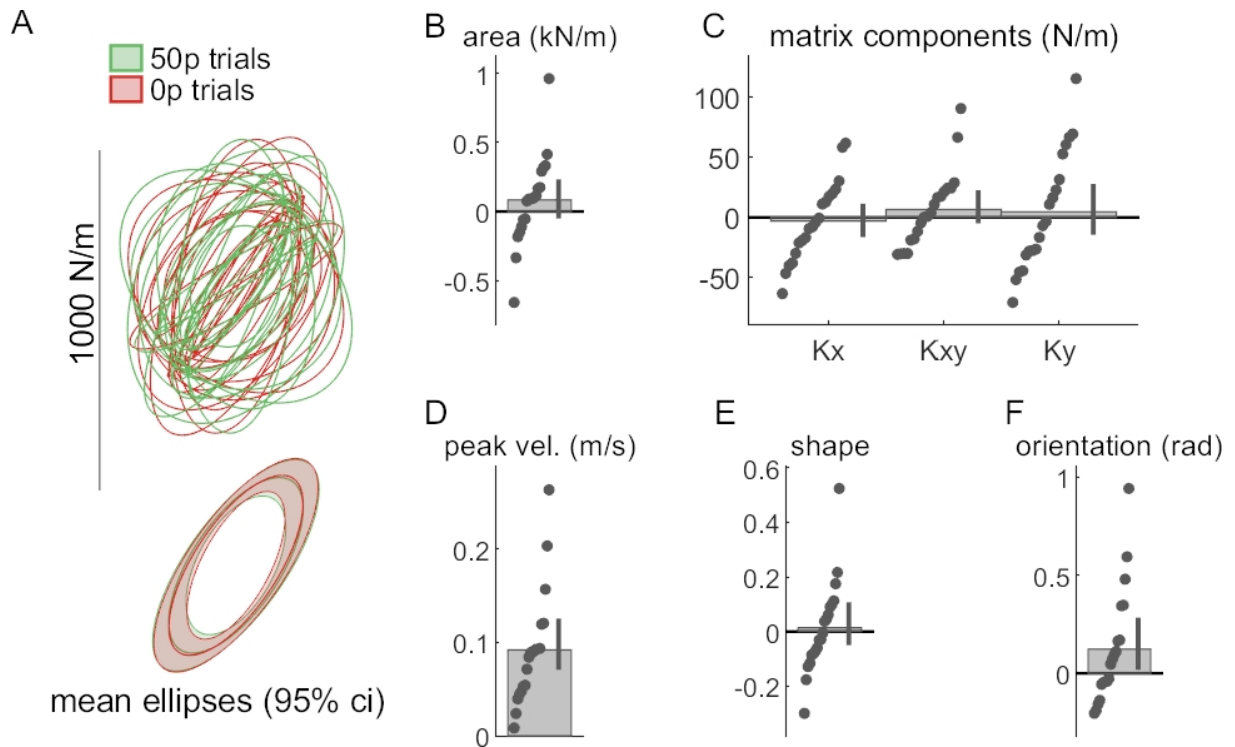 A
50p trials
0p trials
1000 N/m
mean ellipses (95% ci)
B
area (kN/m)
1
0.5
0
-0.5
C
matrix components (N/m)
100
50
0
-50
Kx
Kxy
Ky
D
peak vel. (m/s)
0.2
0.1
0
E
shape
0.6
0.4
0.2
0
-0.2
F
orientation (rad)
1
0.5
0